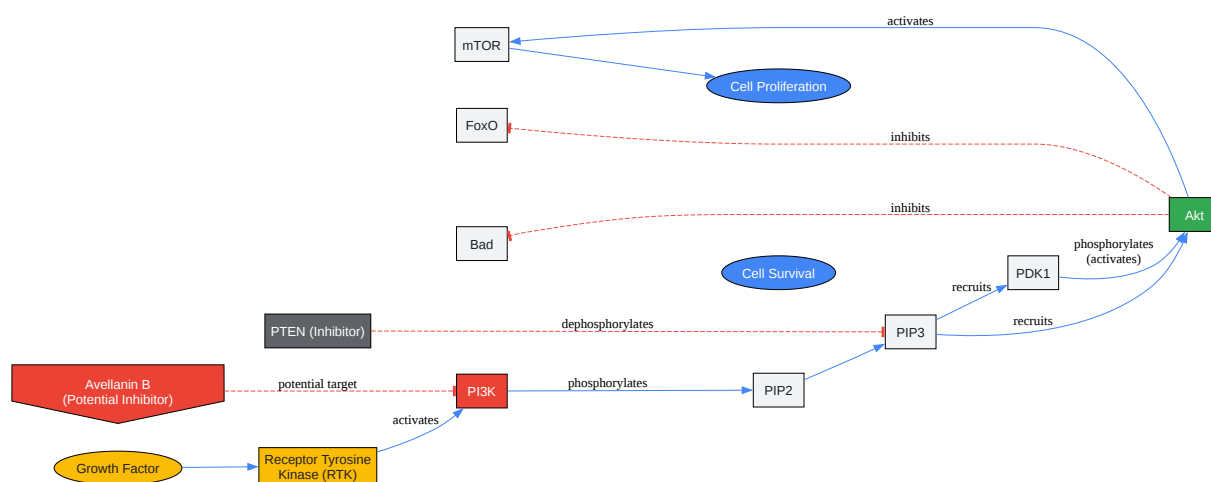 activates
mTOR
Cell Proliferation
FoxO
inhibits
inhibits
Akt
Bad
phosphorylates
(activates)
Cell Survival
PDK1
recruits
recruits
PTEN (Inhibitor)
dephosphorylates
PIP3
Avellanin B
(Potential Inhibitor)
potential target
PI3K
phosphorylates
PIP2
activates
Growth Factor
Receptor Tyrosine
Kinase (RTK)